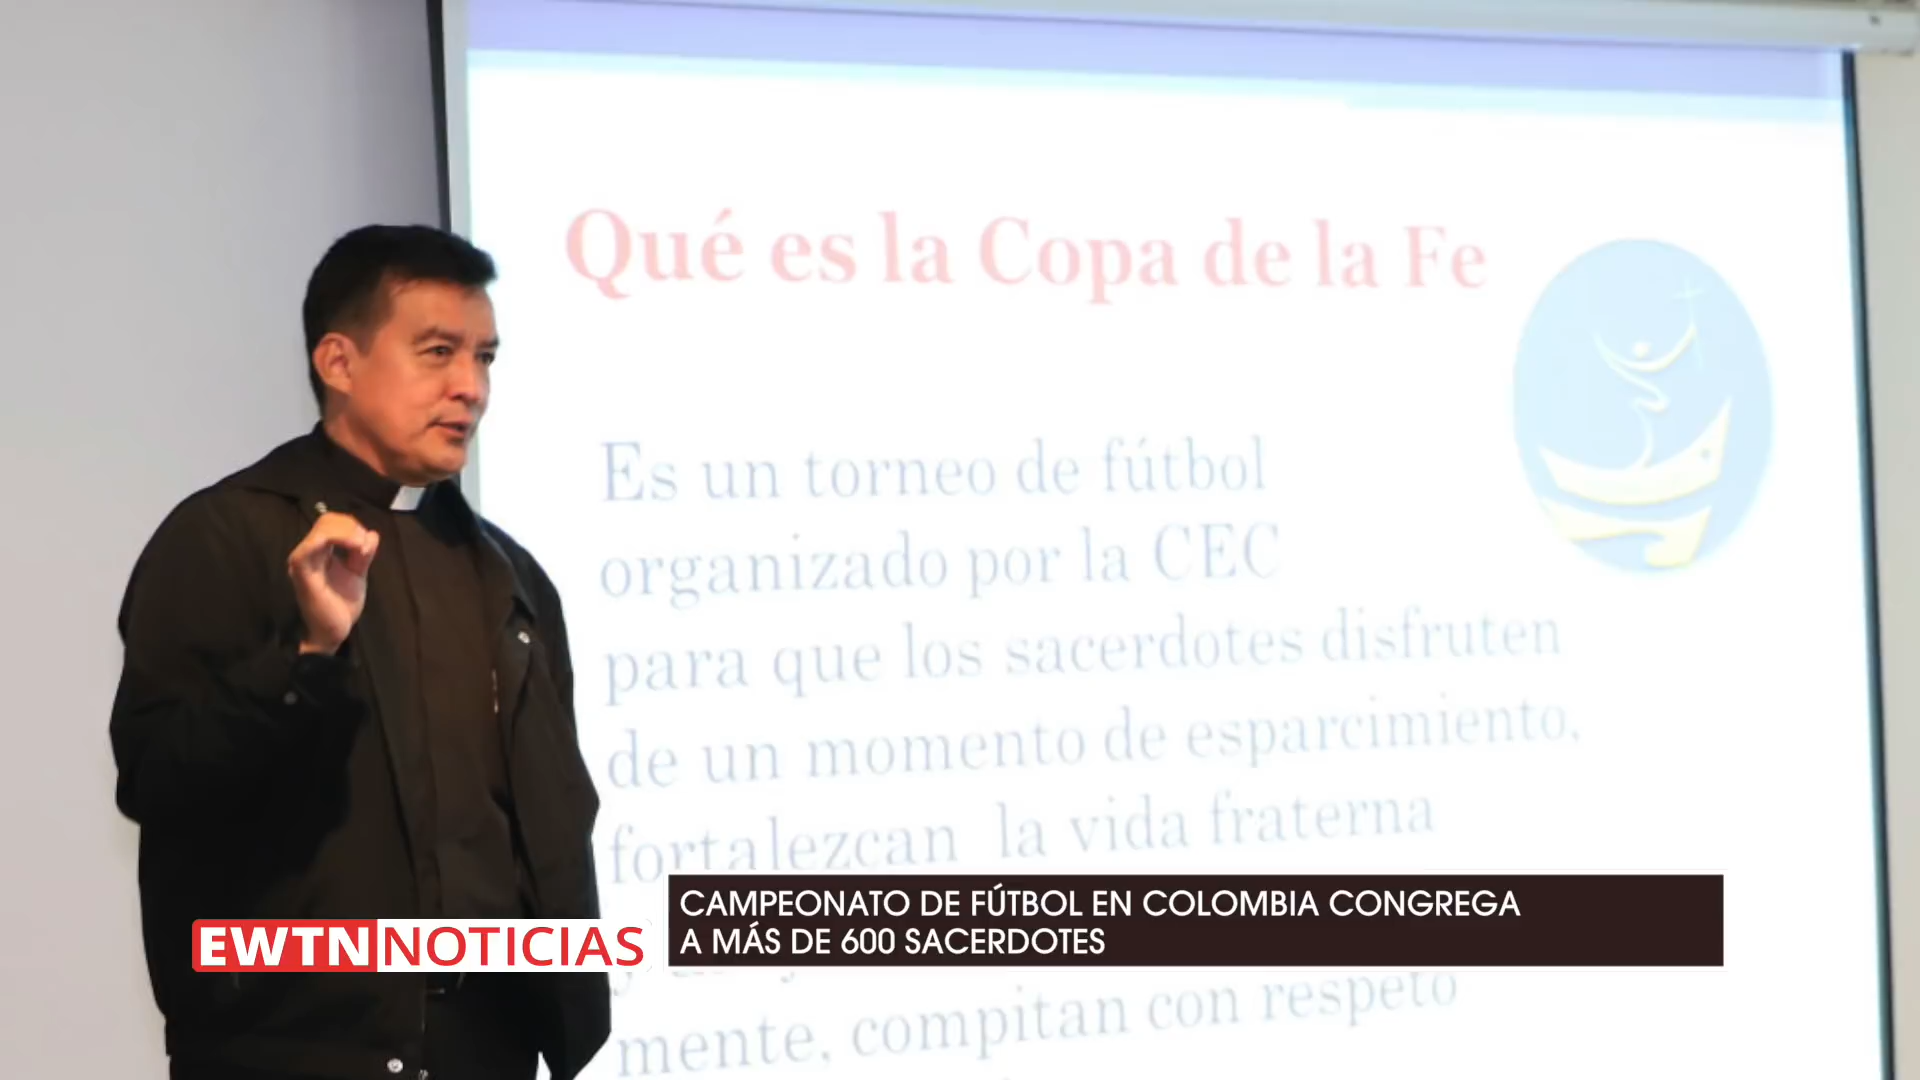 Qué es la Copa de la Fe
Es un torneo de fútbol
organizado por la CEC
para que los sacerdotes disfruten
de un momento de esparcimiento,
fortalezcan la vida fraterna
mente, compitan con respeto
CAMPEONATO DE FÚTBOL EN COLOMBIA CONGREGA
A MÁS DE 600 SACERDOTES
EWTN NOTICIAS